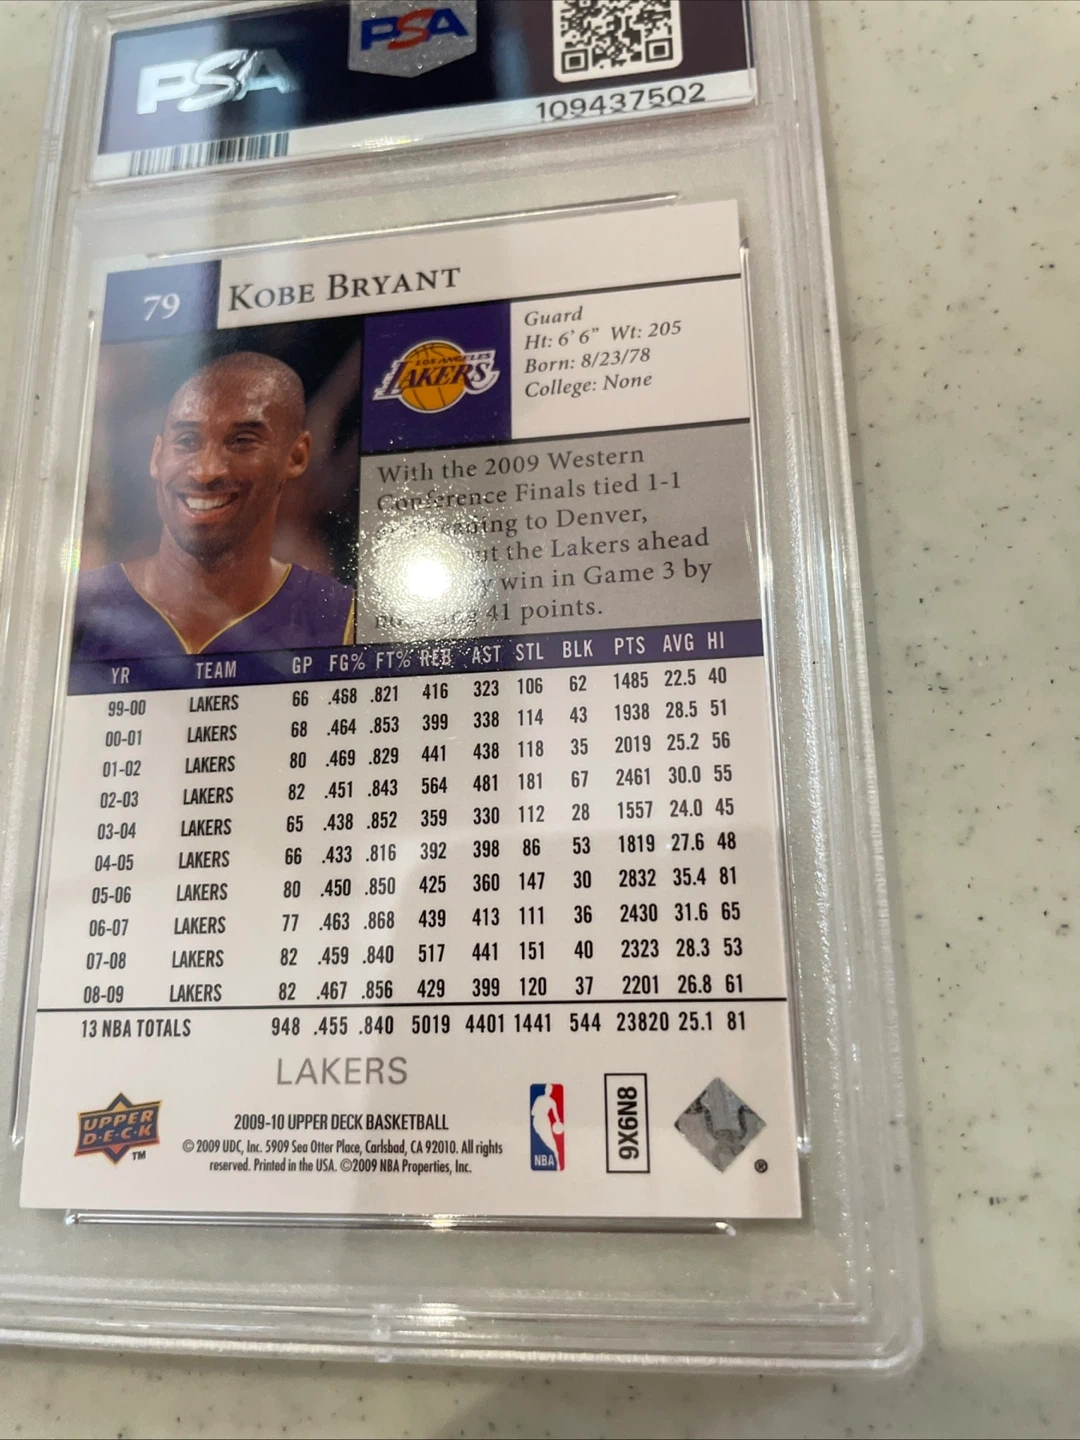 PSA
PSA
109437502
79
KOBE BRYANT
LOS ANGELES
LAKERS
Guard
Ht: 6' 6" Wt: 205
Born: 8/23/78
College: None
With the 2009 Western
Conference Finals tied 1-1
to Denver,
the Lakers ahead
win in Game 3 by
41 points.
YR TEAM GP FG% FT% REB AST STL BLK PTS AVG HI
99-00 LAKERS 66 .468 .821 416 323 106 62 1485 22.5 40
00-01 LAKERS 68 .464 .853 399 338 114 43 1938 28.5 51
01-02 LAKERS 80 .469 .829 441 438 118 35 2019 25.2 56
02-03 LAKERS 82 .451 .843 564 481 181 67 2461 30.0 55
03-04 LAKERS 65 .438 .852 359 330 112 28 1557 24.0 45
04-05 LAKERS 66 .433 .816 392 398 86 53 1819 27.6 48
05-06 LAKERS 80 .450 .850 425 360 147 30 2832 35.4 81
06-07 LAKERS 77 .463 .868 439 413 111 36 2430 31.6 65
07-08 LAKERS 82 .459 .840 517 441 151 40 2323 28.3 53
08-09 LAKERS 82 .467 .856 429 399 120 37 2201 26.8 61
13 NBA TOTALS 948 .455 .840 5019 4401 1441 544 23820 25.1 81
LAKERS
UPPER
D·E·C·K
TM
2009-10 UPPER DECK BASKETBALL
© 2009 UDC, Inc. 5909 Sea Otter Place, Carlsbad, CA 92010. All rights
reserved. Printed in the USA. ©2009 NBA Properties, Inc.
NBA
9X6N8
®